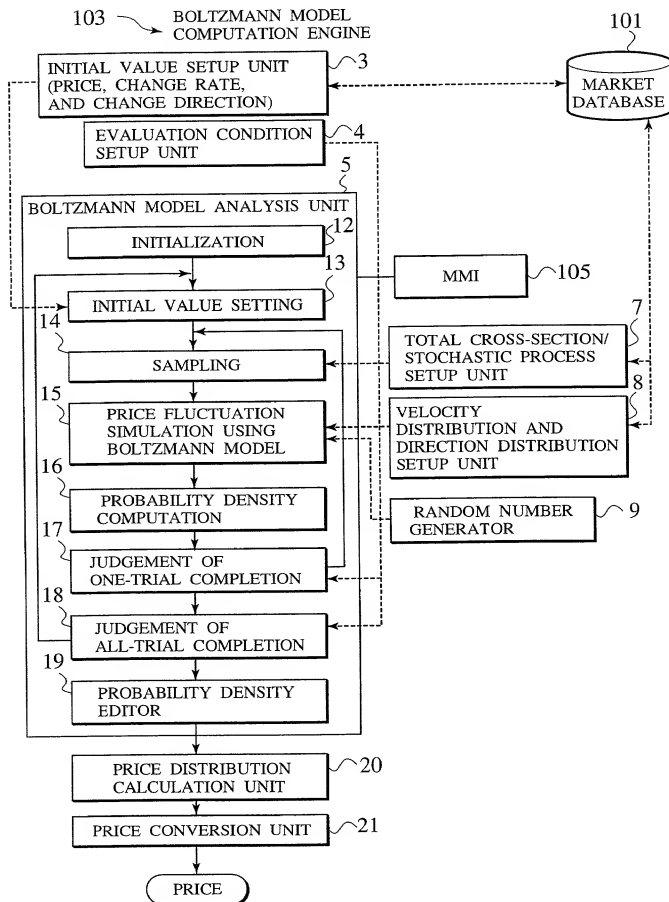 103
BOLTZMANN MODEL
COMPUTATION ENGINE
101
MARKET
DATABASE
3
INITIAL VALUE SETUP UNIT
(PRICE, CHANGE RATE,
AND CHANGE DIRECTION)
4
EVALUATION CONDITION
SETUP UNIT
5
BOLTZMANN MODEL ANALYSIS UNIT
12
INITIALIZATION
13
INITIAL VALUE SETTING
MMI
105
14
SAMPLING
7
TOTAL CROSS-SECTION/
STOCHASTIC PROCESS
SETUP UNIT
15
PRICE FLUCTUATION
SIMULATION USING
BOLTZMANN MODEL
8
VELOCITY
DISTRIBUTION AND
DIRECTION DISTRIBUTION
SETUP UNIT
16
PROBABILITY DENSITY
COMPUTATION
RANDOM NUMBER
GENERATOR
9
17
JUDGEMENT OF
ONE-TRIAL COMPLETION
18
JUDGEMENT OF
ALL-TRIAL COMPLETION
19
PROBABILITY DENSITY
EDITOR
PRICE DISTRIBUTION
CALCULATION UNIT
20
PRICE CONVERSION UNIT
21
PRICE